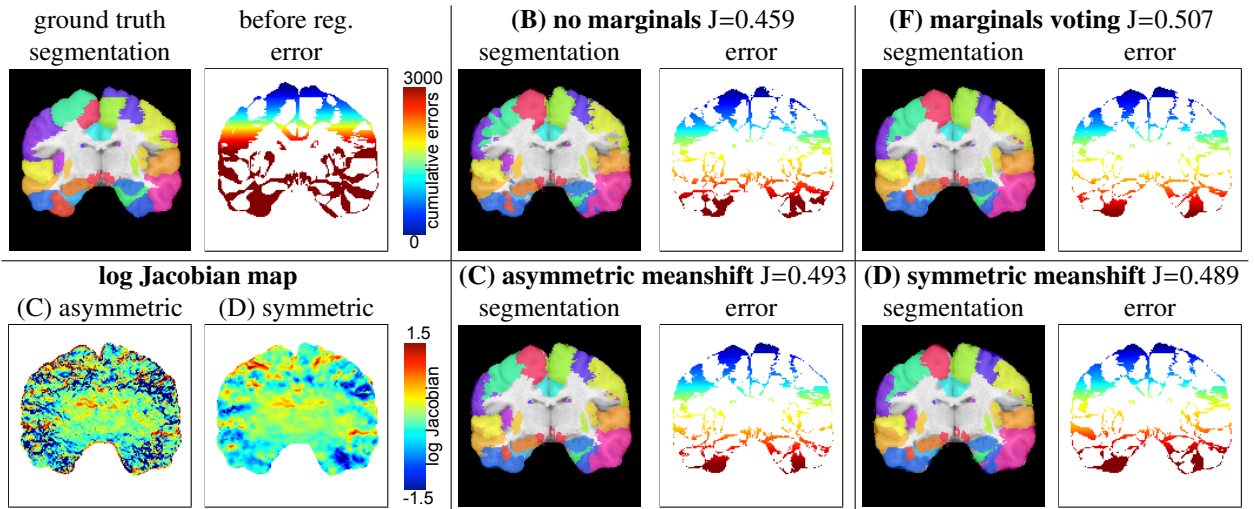 ground truth
segmentation
before reg.
error
3000
cumulative errors
0
(B) no marginals J=0.459
segmentation
error
(F) marginals voting J=0.507
segmentation
error
log Jacobian map
(C) asymmetric
(D) symmetric
1.5
log Jacobian
-1.5
(C) asymmetric meanshift J=0.493
segmentation
error
(D) symmetric meanshift J=0.489
segmentation
error